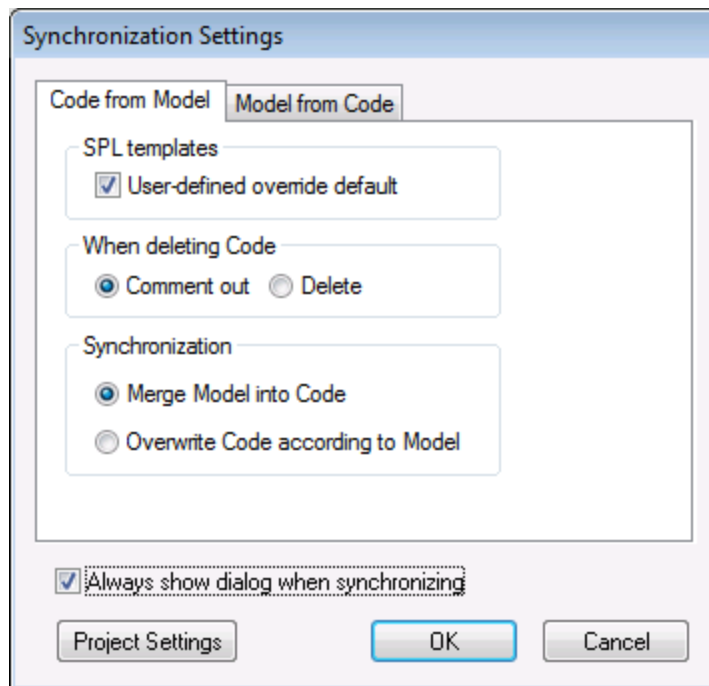 Synchronization Settings
Code from Model Model from Code
SPL templates
User-defined override default
When deleting Code
Comment out Delete
Synchronization
Merge Model into Code
Overwrite Code according to Model
Always show dialog when synchronizing
Project Settings OK Cancel